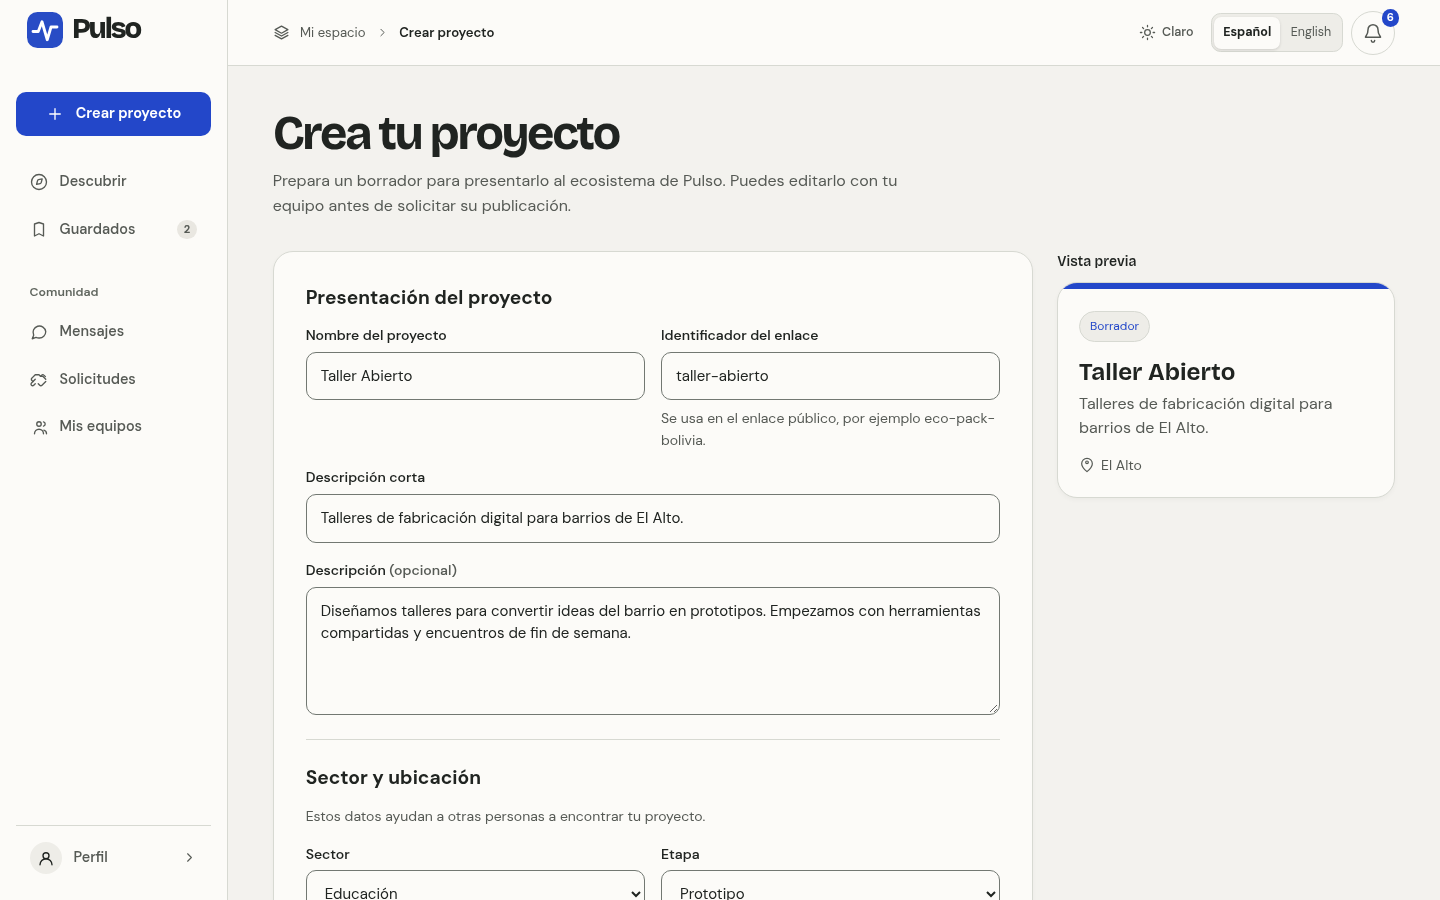 Pulso
Mi espacio
Crear proyecto
Claro
Español
English
6
Crear proyecto
Descubrir
Guardados
2
Comunidad
Mensajes
Solicitudes
Mis equipos
Perfil
Crea tu proyecto
Prepara un borrador para presentarlo al ecosistema de Pulso. Puedes editarlo con tu
equipo antes de solicitar su publicación.
Presentación del proyecto
Nombre del proyecto
Taller Abierto
Identificador del enlace
taller-abierto
Se usa en el enlace público, por ejemplo eco-pack-
bolivia.
Descripción corta
Talleres de fabricación digital para barrios de El Alto.
Descripción (opcional)
Diseñamos talleres para convertir ideas del barrio en prototipos. Empezamos con herramientas
compartidas y encuentros de fin de semana.
Sector y ubicación
Estos datos ayudan a otras personas a encontrar tu proyecto.
Sector
Educación
Etapa
Prototipo
Vista previa
Borrador
Taller Abierto
Talleres de fabricación digital para
barrios de El Alto.
El Alto